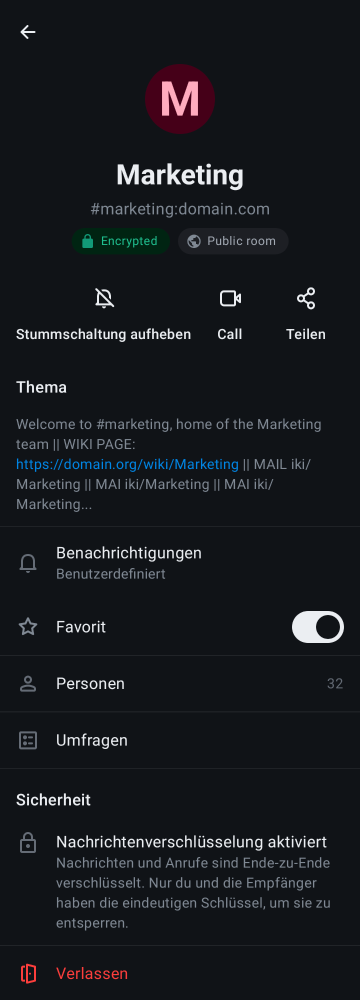 M
Marketing
#marketing:domain.com
Encrypted Public room
Stummschaltung aufheben Call Teilen
Thema
Welcome to #marketing, home of the Marketing
team || WIKI PAGE:
https://domain.org/wiki/Marketing || MAIL iki/
Marketing || MAI iki/Marketing || MAI iki/
Marketing...
Benachrichtigungen
Benutzerdefiniert
Favorit
Personen 32
Umfragen
Sicherheit
Nachrichtenverschlüsselung aktiviert
Nachrichten und Anrufe sind Ende-zu-Ende
verschlüsselt. Nur du und die Empfänger
haben die eindeutigen Schlüssel, um sie zu
entsperren.
Verlassen